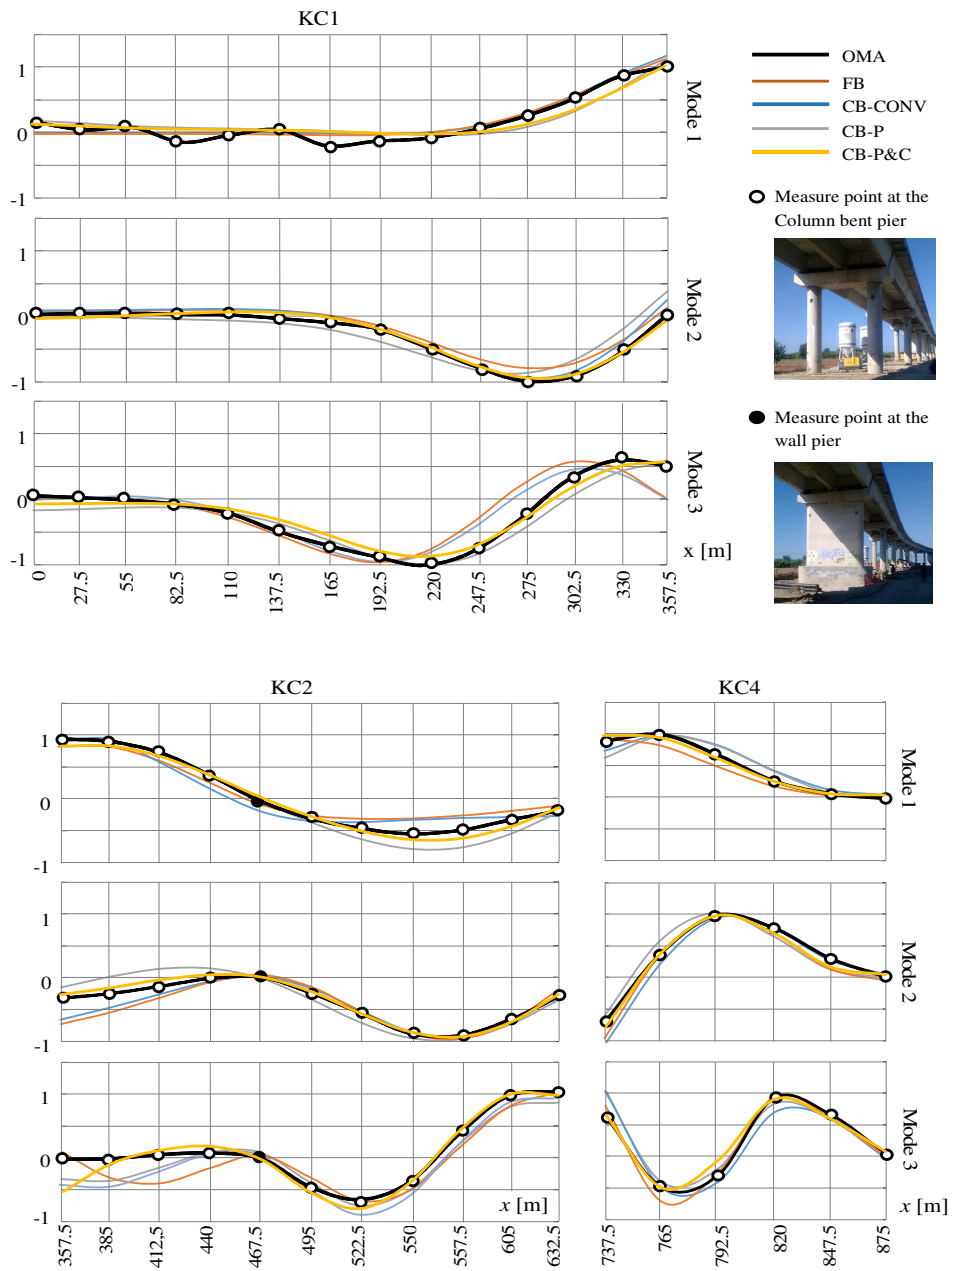 KC1
1
0
-1
Mode 1
1
0
-1
Mode 2
1
0
-1
Mode 3
x [m]
0
27.5
55
82.5
110
137.5
165
192.5
220
247.5
275
302.5
330
357.5
OMA
FB
CB-CONV
CB-P
CB-P&C
Measure point at the
Column bent pier
Measure point at the
wall pier
KC2
1
0
-1
1
0
-1
1
0
-1
x [m]
357.5
385
412.5
440
467.5
495
522.5
550
557.5
605
632.5
KC4
Mode 1
Mode 2
Mode 3
x [m]
737.5
765
792.5
820
847.5
875